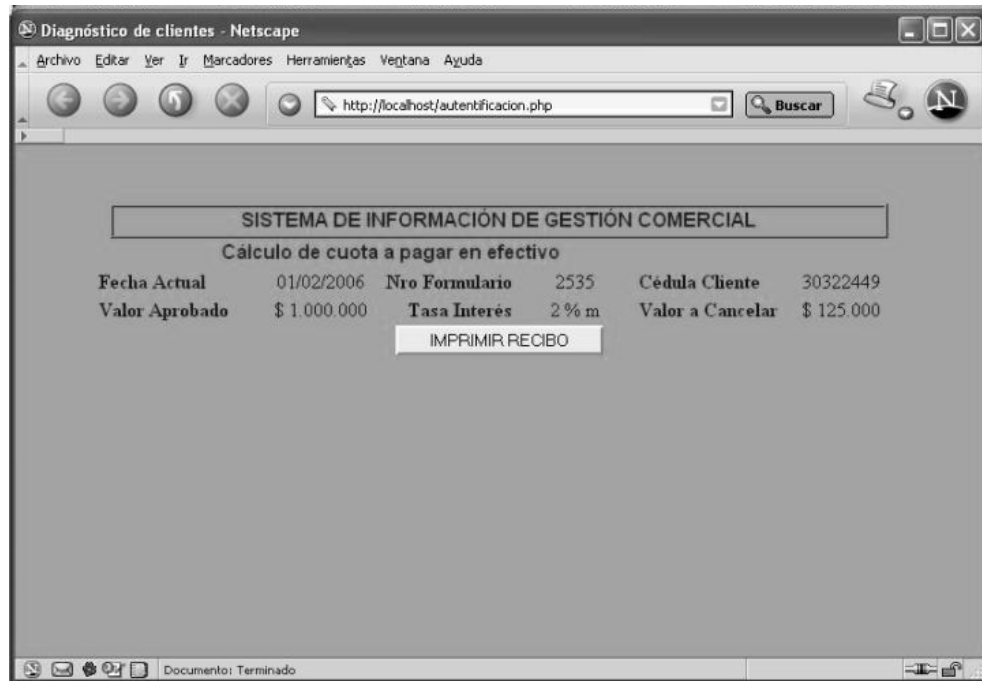 Diagnóstico de clientes - Netscape
Archivo Editar Ver Ir Marcadores Herramientas Ventana Ayuda
http://localhost/autentificacion.php Buscar
SISTEMA DE INFORMACIÓN DE GESTIÓN COMERCIAL
Cálculo de cuota a pagar en efectivo
Fecha Actual 01/02/2006 Nro Formulario 2535 Cédula Cliente 30322449
Valor Aprobado $ 1.000.000 Tasa Interés 2 % m Valor a Cancelar $ 125.000
IMPRIMIR RECIBO
Documento: Terminado